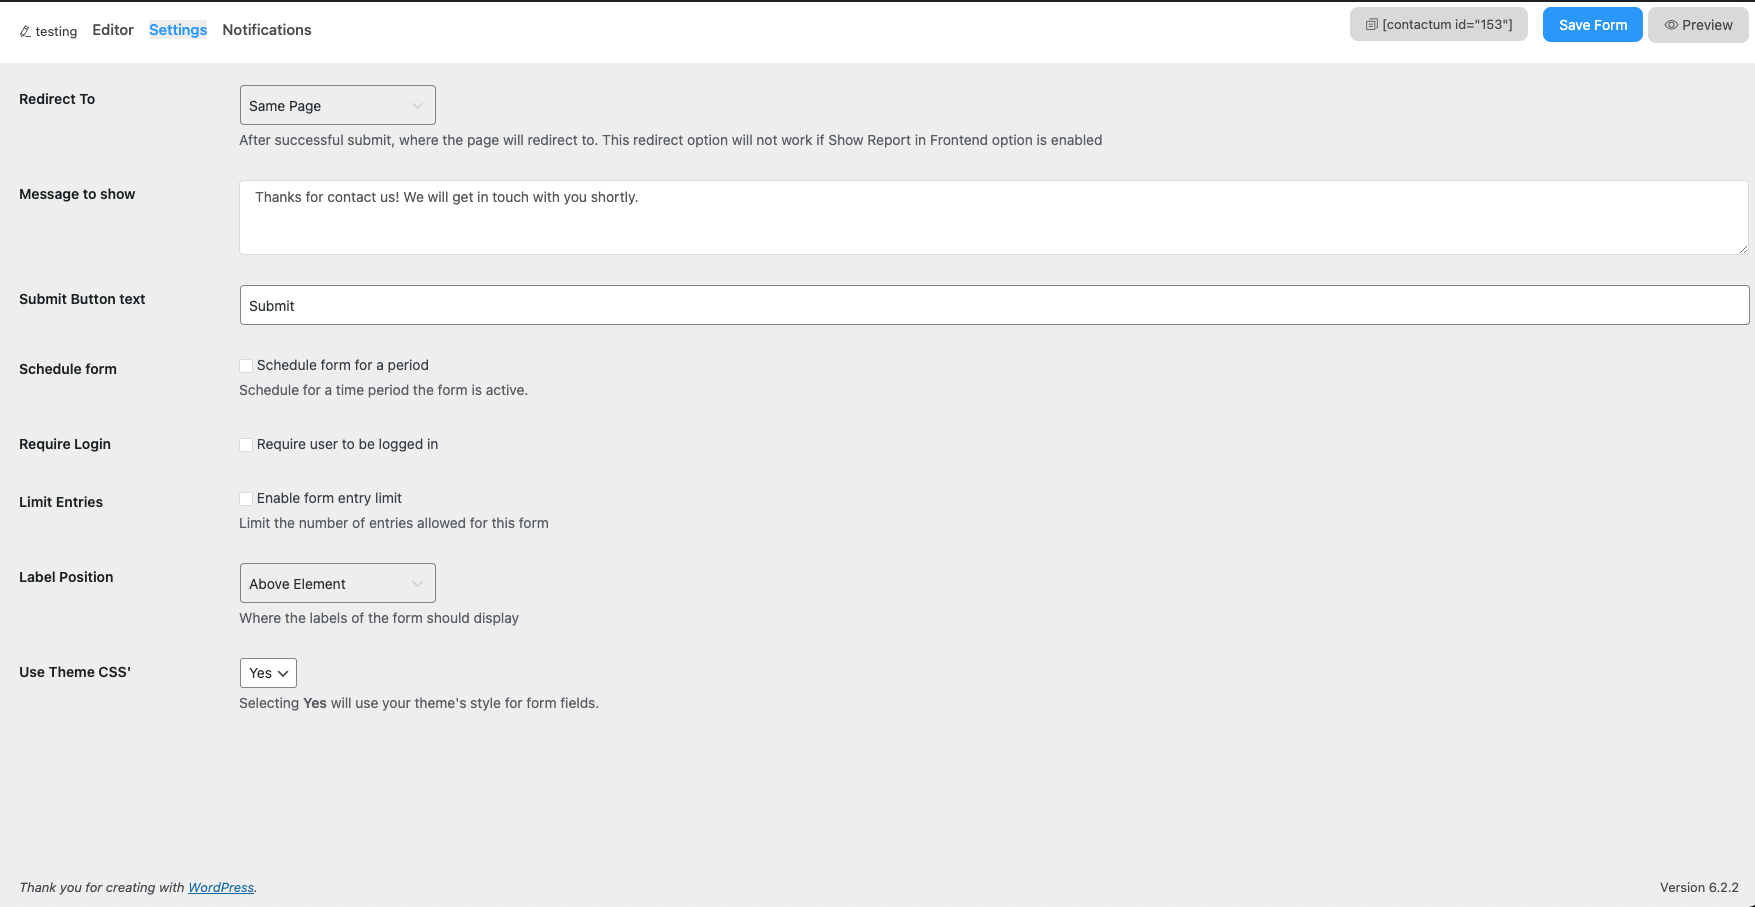 testing Editor Settings Notifications [contactum id="153"] Save Form Preview
Redirect To
Same Page
After successful submit, where the page will redirect to. This redirect option will not work if Show Report in Frontend option is enabled
Message to show
Thanks for contact us! We will get in touch with you shortly.
Submit Button text
Submit
Schedule form
Schedule form for a period
Schedule for a time period the form is active.
Require Login
Require user to be logged in
Limit Entries
Enable form entry limit
Limit the number of entries allowed for this form
Label Position
Above Element
Where the labels of the form should display
Use Theme CSS'
Yes
Selecting Yes will use your theme's style for form fields.
Thank you for creating with WordPress.
Version 6.2.2